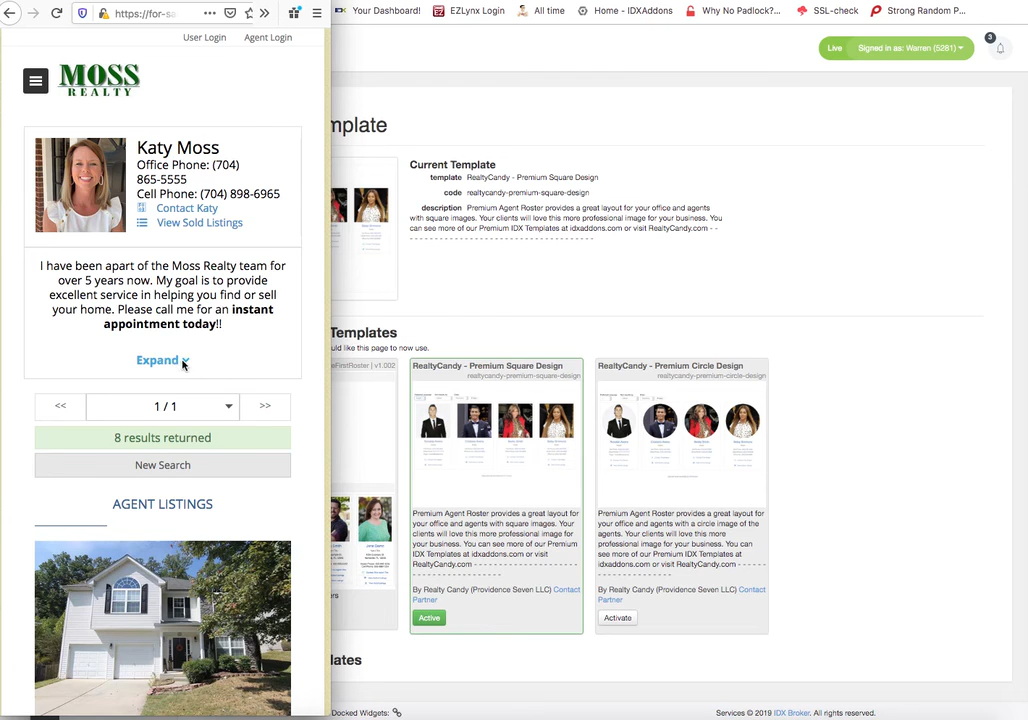 https://for-sa
Your Dashboard!
EZLynx Login
All time
Home - IDXAddons
Why No Padlock?...
SSL-check
Strong Random P...
User Login
Agent Login
MOSS
REALTY
Live
Signed in as: Warren (5281)
3
mplate
Katy Moss
Office Phone: (704)
865-5555
Cell Phone: (704) 898-6965
Contact Katy
View Sold Listings
I have been apart of the Moss Realty team for
over 5 years now. My goal is to provide
excellent service in helping you find or sell
your home. Please call me for an instant
appointment today!!
Expand
<<
1 / 1
>>
8 results returned
New Search
AGENT LISTINGS
Current Template
template RealtyCandy - Premium Square Design
code realtycandy-premium-square-design
description Premium Agent Roster provides a great layout for your office and agents
with square images. Your clients will love this more professional image for your business. You
can see more of our Premium IDX Templates at idxaddons.com or visit RealtyCandy.com - -
- - - - - - - - - - - - - - - - - - - - - - - - - - - - - - - - - -
Templates
uld like this page to now use.
eFirstRoster | v1.002
rs
RealtyCandy - Premium Square Design
realtycandy-premium-square-design
Premium Agent Roster provides a great layout for
your office and agents with square images. Your
clients will love this more professional image for
your business. You can see more of our Premium
IDX Templates at idxaddons.com or visit
RealtyCandy.com - - - - - - - - - - - - - - - - - -
- - - - - - - - - - - - - - - - -
By Realty Candy (Providence Seven LLC) Contact
Partner
Active
RealtyCandy - Premium Circle Design
realtycandy-premium-circle-design
Premium Agent Roster provides a great layout for
your office and agents with a circle image of the
agents. Your clients will love this more
professional image for your business. You can
see more of our Premium IDX Templates at
idxaddons.com or visit RealtyCandy.com - - - - - -
- - - - - - - - - - - - - - - - -
By Realty Candy (Providence Seven LLC) Contact
Partner
Activate
lates
Docked Widgets:
Services © 2019 IDX Broker. All rights reserved.